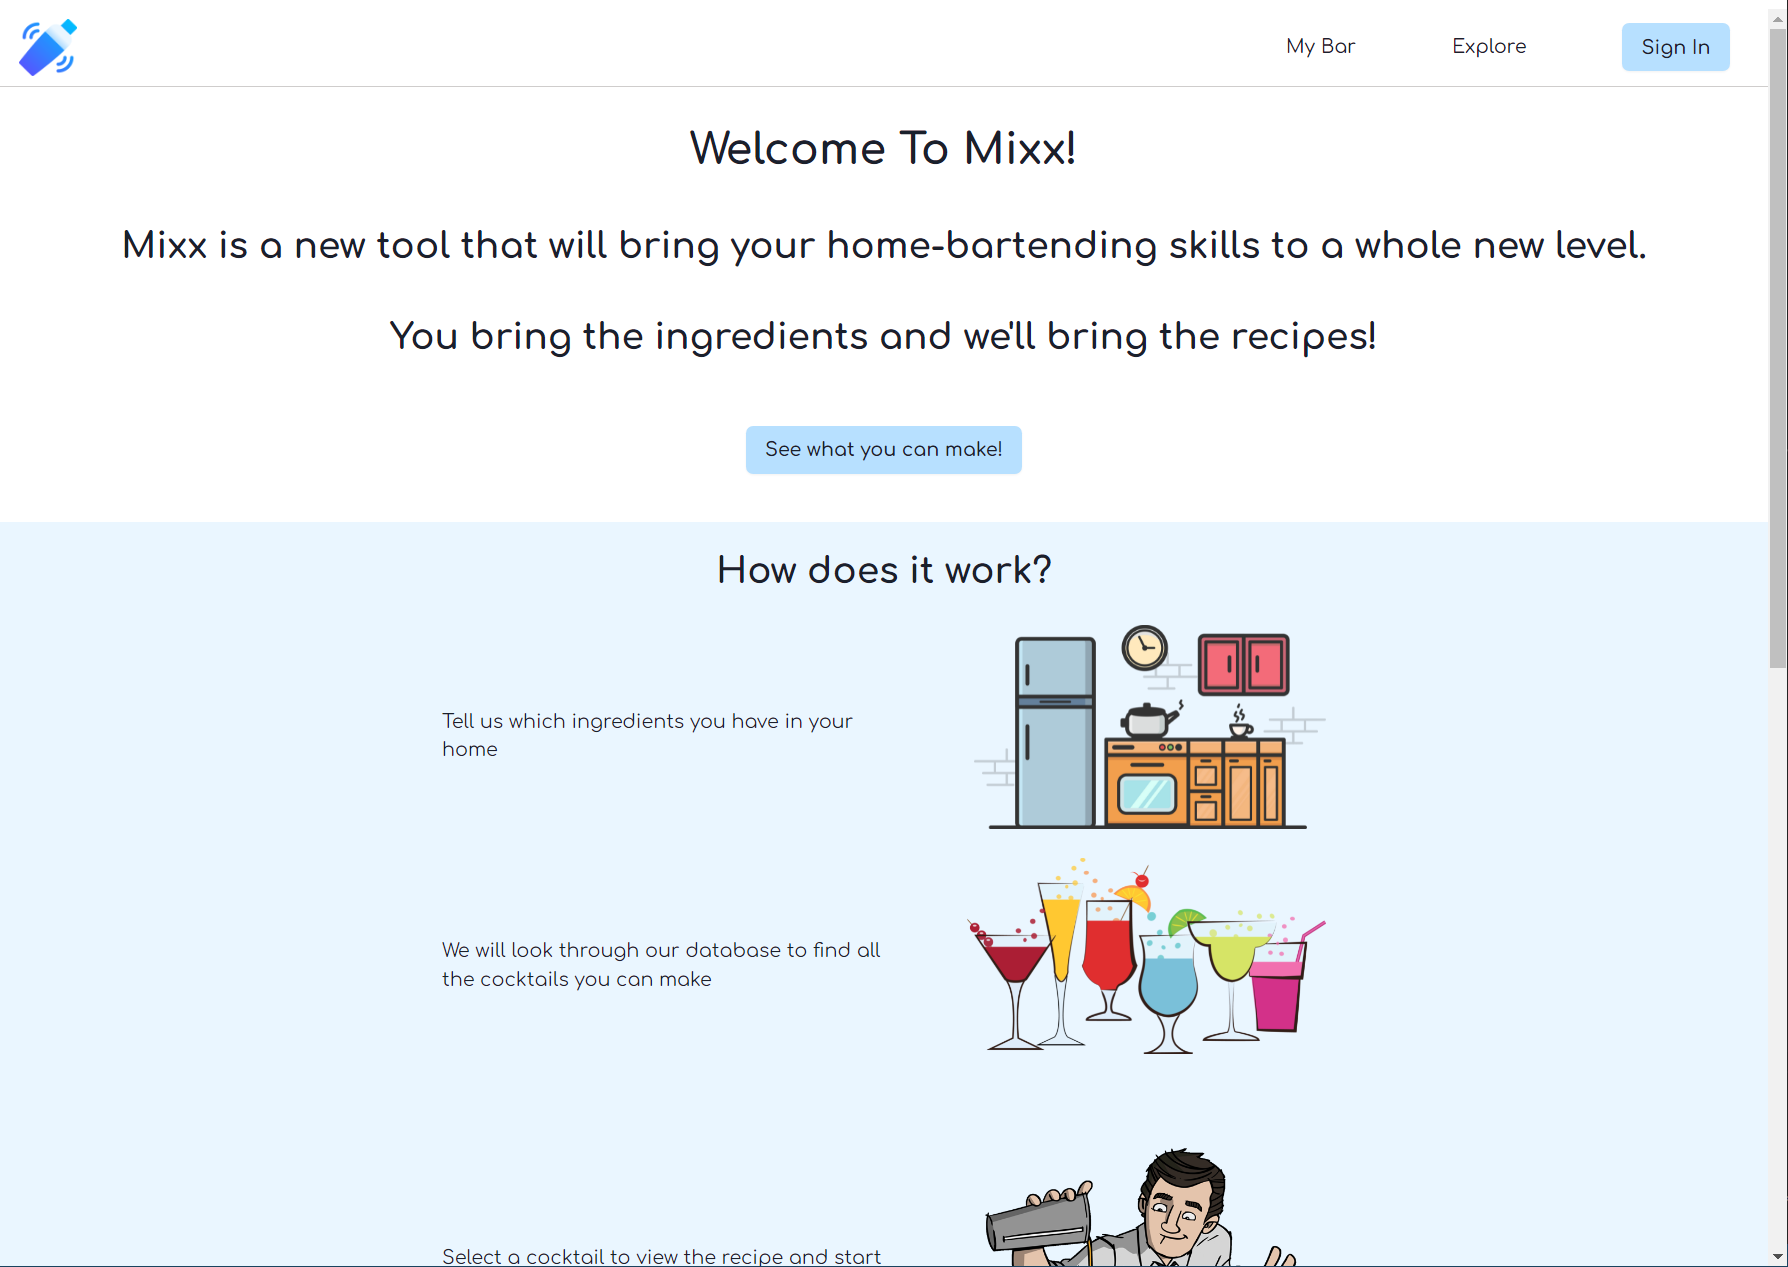 My Bar
Explore
Sign In
Welcome To Mixx!
Mixx is a new tool that will bring your home-bartending skills to a whole new level.
You bring the ingredients and we'll bring the recipes!
See what you can make!
How does it work?
Tell us which ingredients you have in your
home
We will look through our database to find all
the cocktails you can make
Select a cocktail to view the recipe and start